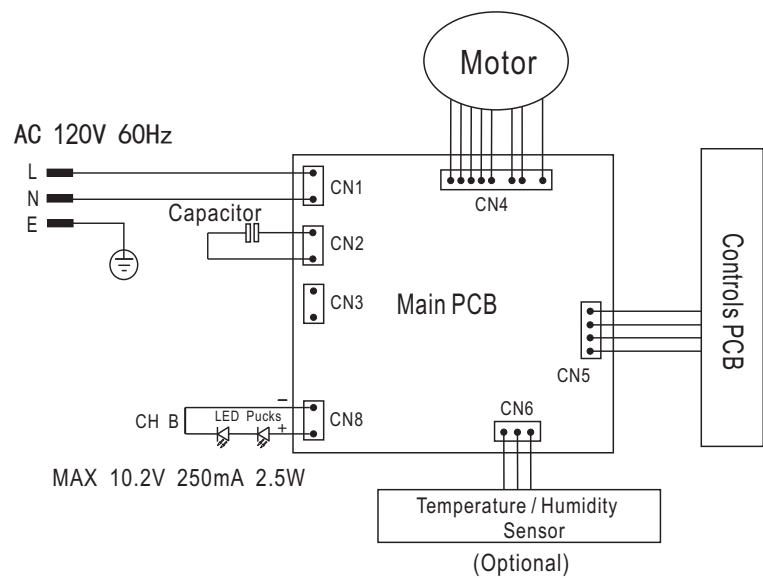 Motor
AC 120V 60Hz
L
N
E
CN1
CN4
Capacitor
CN2
CN3
Main PCB
Controls PCB
CN5
CH B
LED Pucks
−
+
CN8
CN6
MAX 10.2V 250mA 2.5W
Temperature / Humidity
Sensor
(Optional)